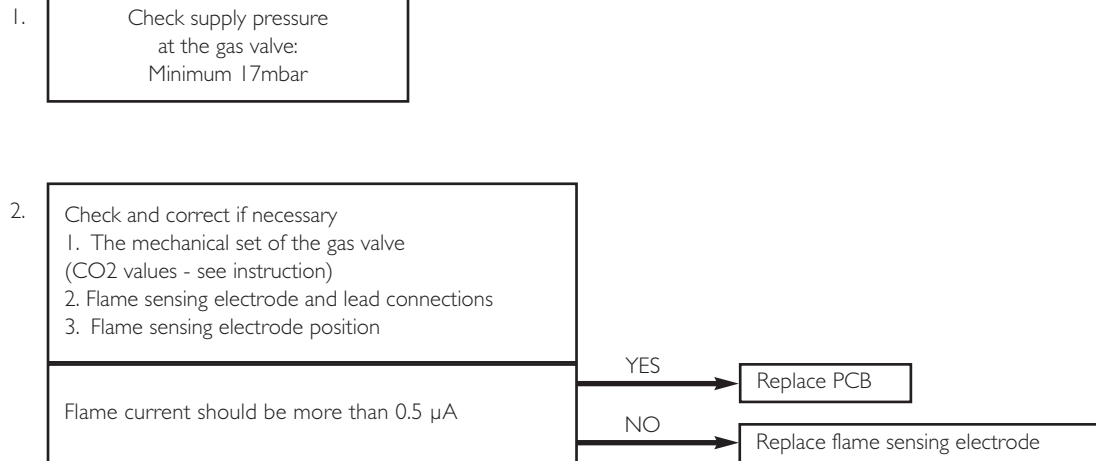 1.
Check supply pressure
at the gas valve:
Minimum 17mbar
2.
Check and correct if necessary
1. The mechanical set of the gas valve
(CO2 values - see instruction)
2. Flame sensing electrode and lead connections
3. Flame sensing electrode position
YES
Replace PCB
Flame current should be more than 0.5 µA
NO
Replace flame sensing electrode